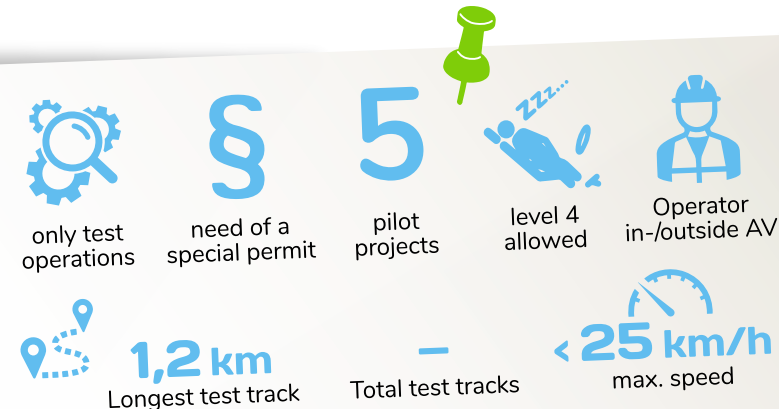 zzz...
§
5
only test
operations
need of a
special permit
pilot
projects
level 4
allowed
Operator
in-/outside AV
1,2 km
Longest test track
–
Total test tracks
< 25 km/h
max. speed